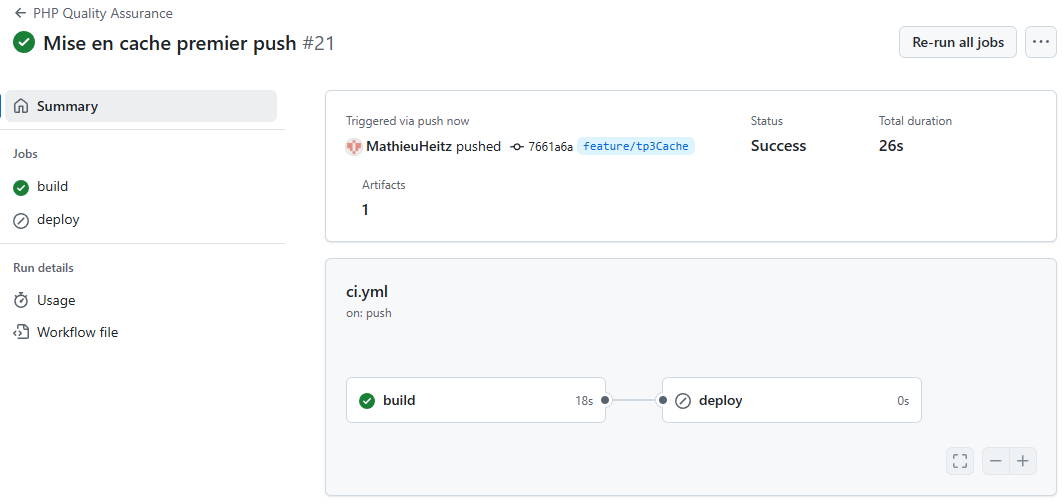 PHP Quality Assurance
Mise en cache premier push #21
Re-run all jobs
Summary
Jobs
build
deploy
Run details
Usage
Workflow file
Triggered via push now
MathieuHeitz pushed 7661a6a feature/tp3Cache
Status
Success
Total duration
26s
Artifacts
1
ci.yml
on: push
build 18s
deploy 0s